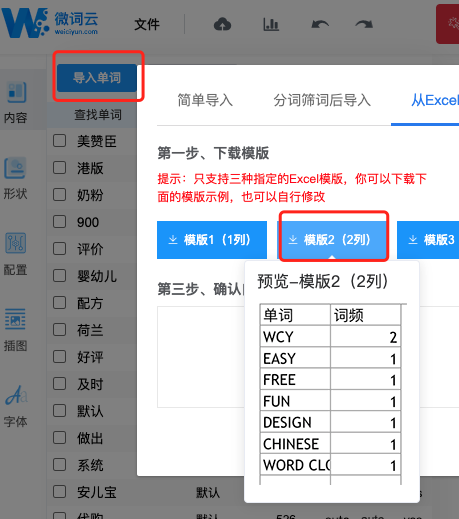 微词云
weiciyun.com
文件
导入单词
内容
形状
配置
插图
字体
查找单词
美赞臣
港版
奶粉
900
评价
婴幼儿
配方
荷兰
好评
及时
默认
做出
系统
安儿宝 默认
代购 526 auto auto yes
简单导入 分词筛词后导入 从Excel
第一步、下载模版
提示：只支持三种指定的Excel模版，你可以下载下
面的模版示例，也可以自行修改
模版1（1列） 模版2（2列） 模版3
第三步、确认
预览-模版2（2列）
单词 词频
WCY 2
EASY 1
FREE 1
FUN 1
DESIGN 1
CHINESE 1
WORD CLO 1